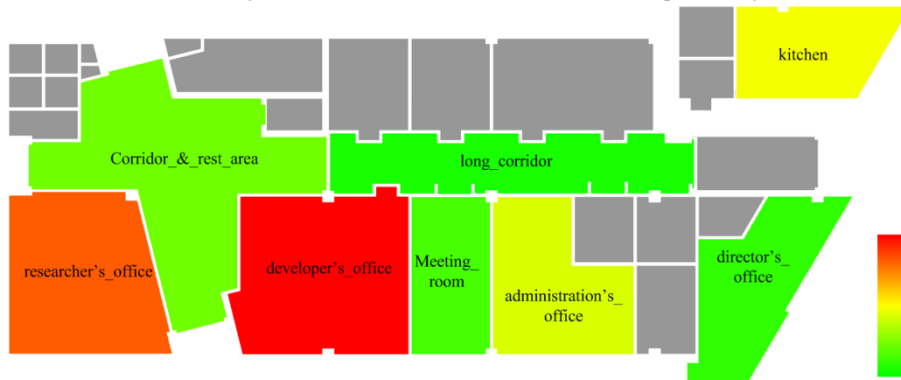 kitchen
Corridor_&_rest_area
long_corridor
researcher's_office
developer's_office
Meeting_
room
administration's_
office
director's_
office